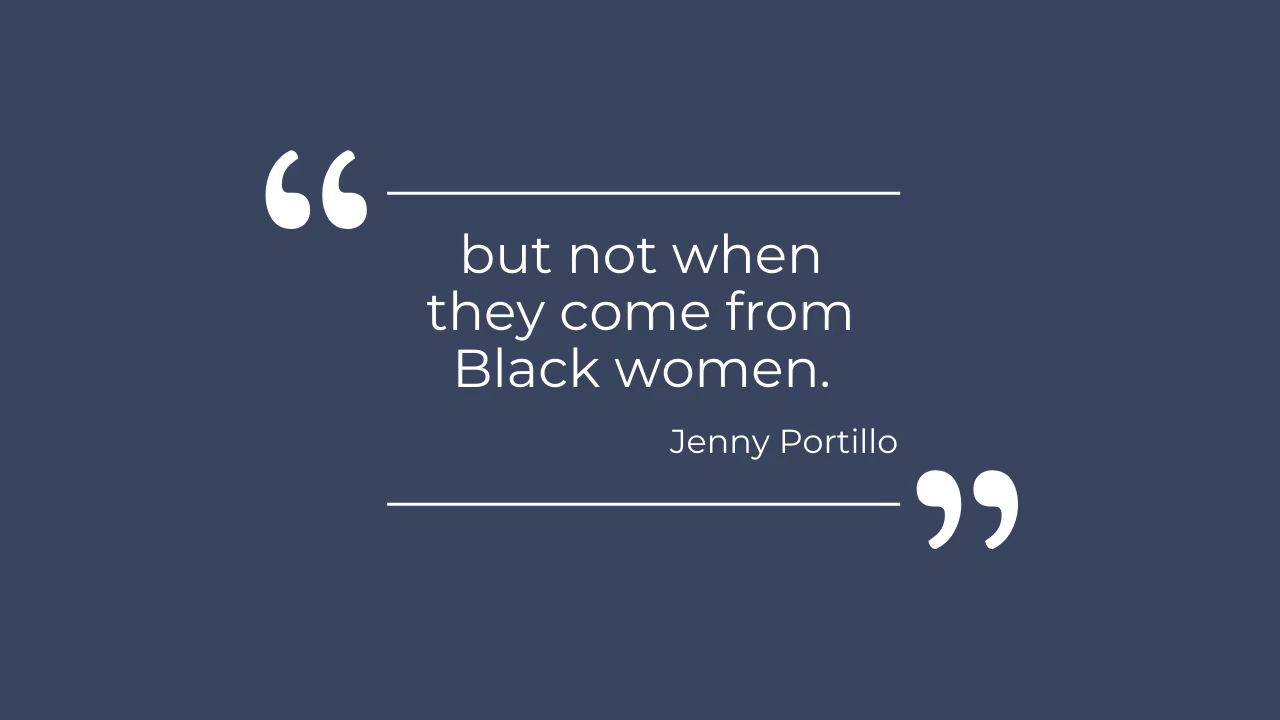 “
but not when
they come from
Black women.
Jenny Portillo
”